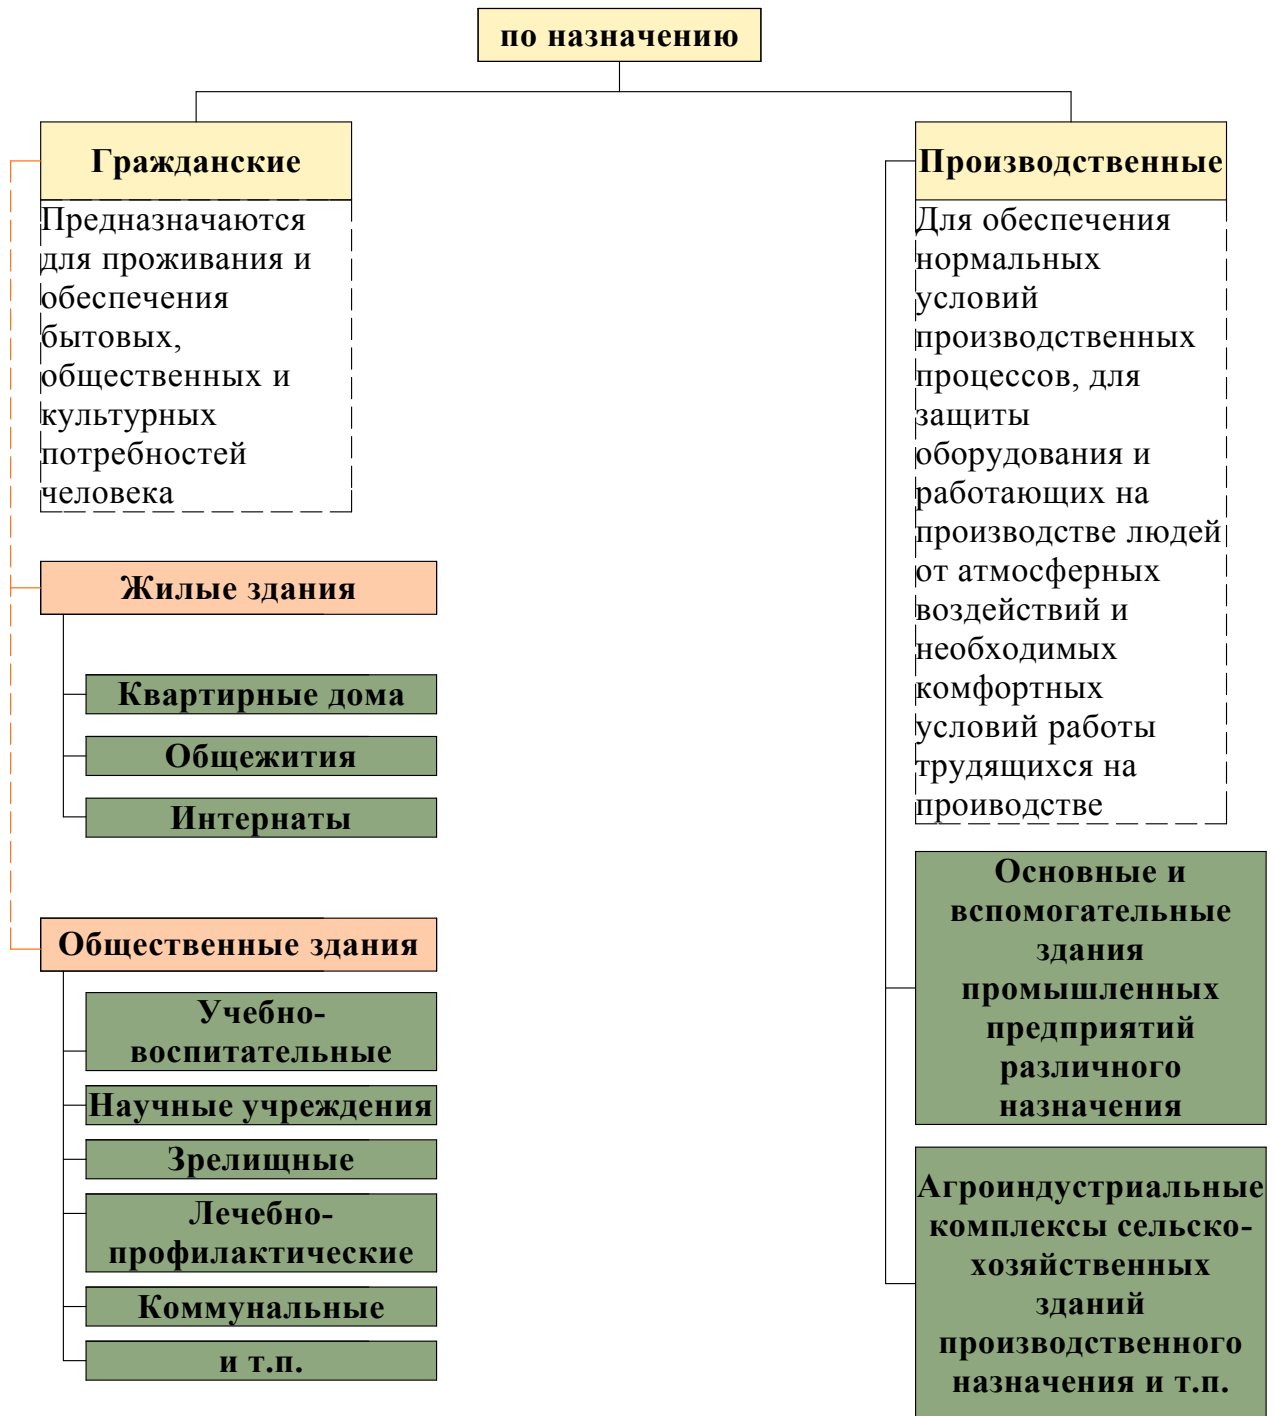 по назначению
Гражданские
Предназначаются
для проживания и
обеспечения
бытовых,
общественных и
культурных
потребностей
человека
Жилые здания
Квартирные дома
Общежития
Интернаты
Общественные здания
Учебно-
воспитательные
Научные учреждения
Зрелищные
Лечебно-
профилактические
Коммунальные
и т.п.
Производственные
Для обеспечения
нормальных
условий
производственных
процессов, для
защиты
оборудования и
работающих на
производстве людей
от атмосферных
воздействий и
необходимых
комфортных
условий работы
трудящихся на
проиводстве
Основные и
вспомогательные
здания
промышленных
предприятий
различного
назначения
Агроиндустриальные
комплексы сельско-
хозяйственных
зданий
производственного
назначения и т.п.